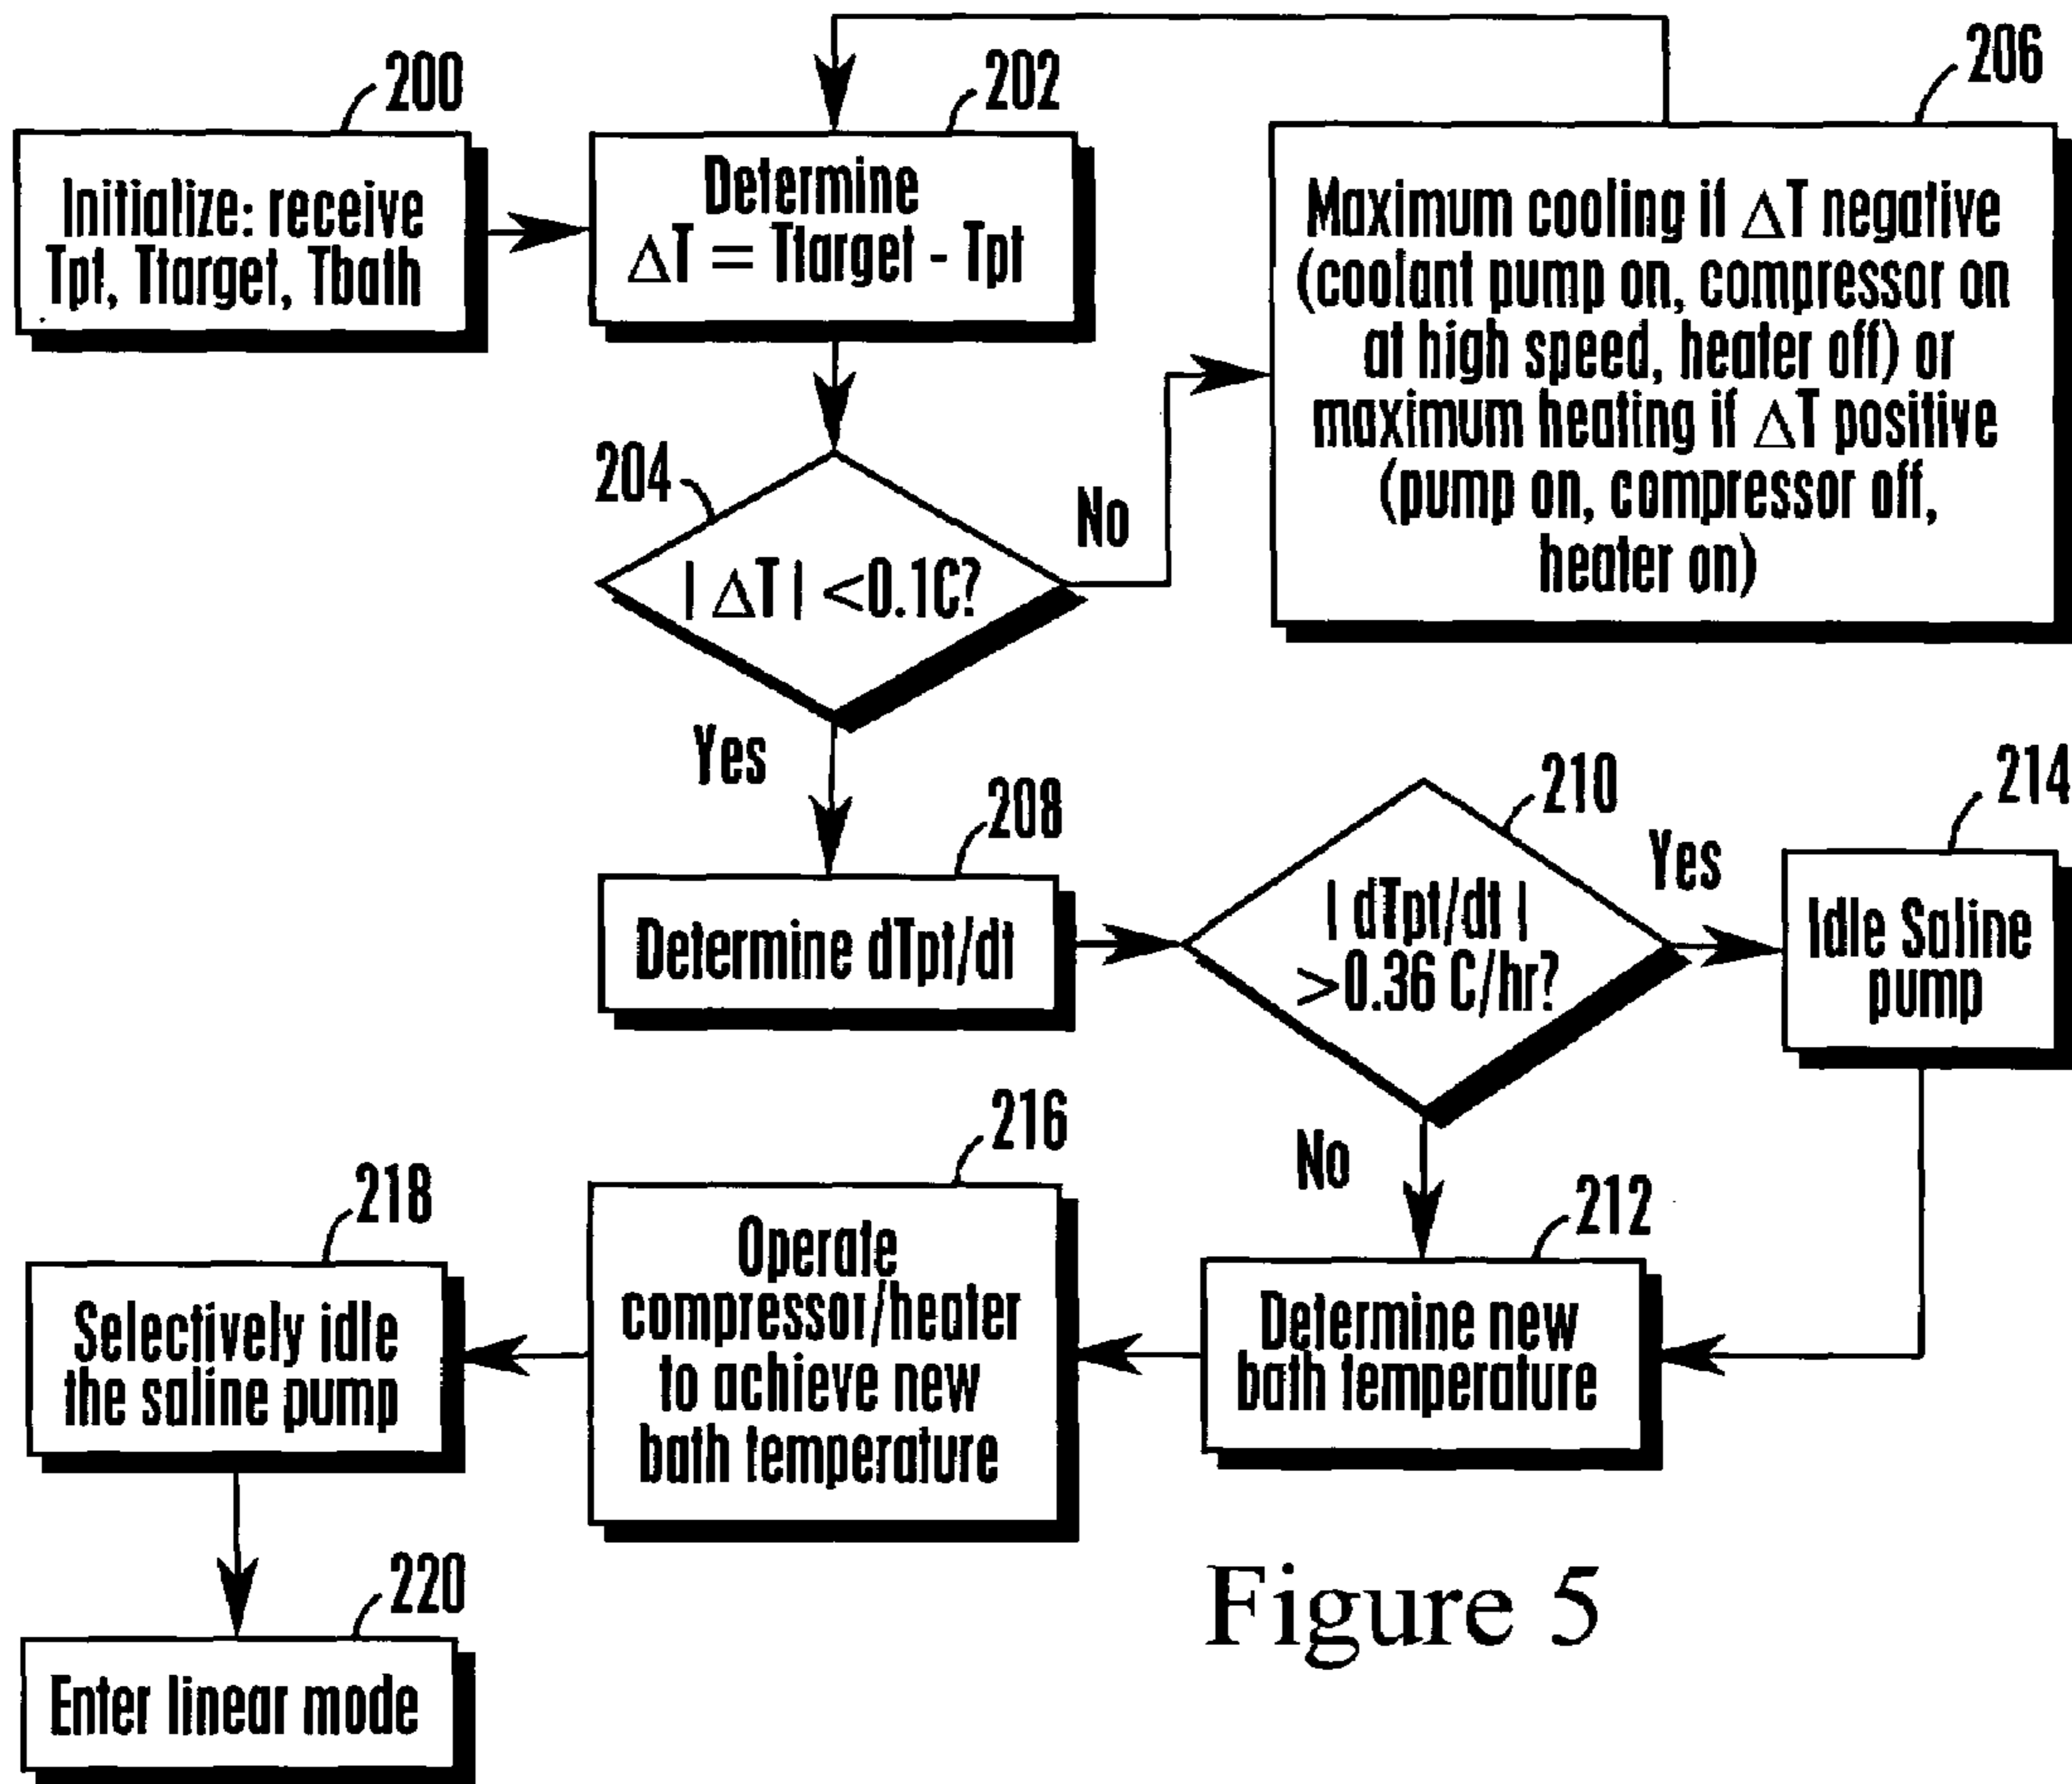 200
Initialize: receive
Tpt, Ttarget, Tbath
202
Determine
ΔT = Ttarget - Tpt
206
Maximum cooling if ΔT negative
(coolant pump on, compressor on
at high speed, heater off) or
maximum heating if ΔT positive
(pump on, compressor off,
heater on)
204
| ΔT | <0.1C?
No
Yes
208
Determine dTpt/dt
210
| dTpt/dt |
>0.36 C/hr?
Yes
214
Idle Saline
pump
No
212
Determine new
bath temperature
216
Operate
compressor/heater
to achieve new
bath temperature
218
Selectively idle
the saline pump
220
Enter linear mode
Figure 5